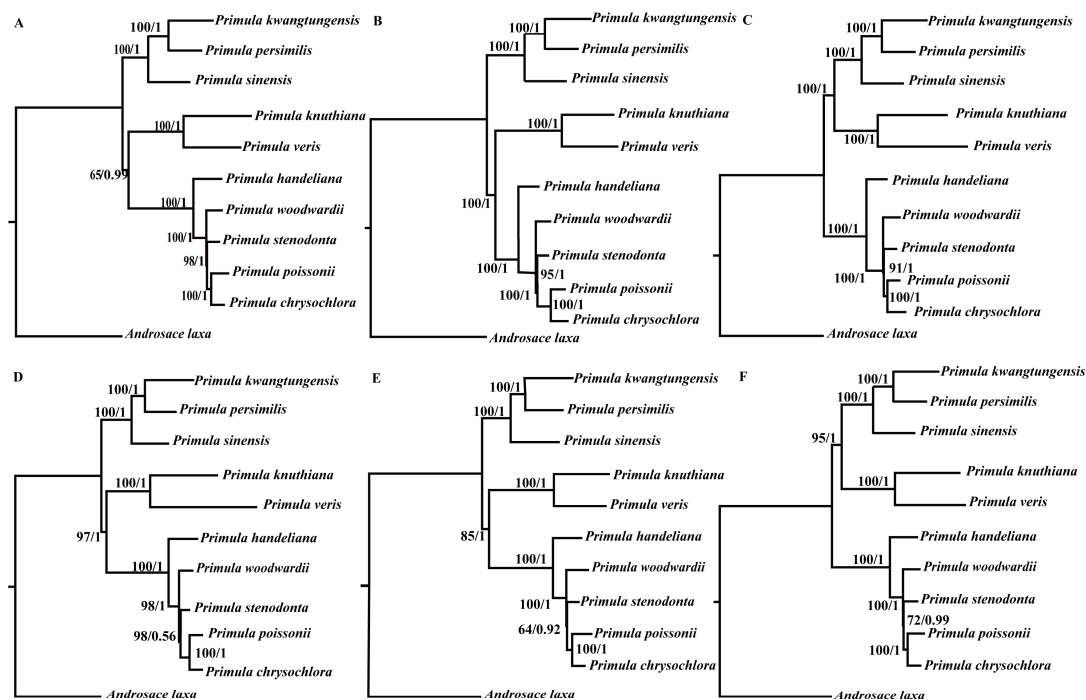 A
Primula kwangtungensis
100/1
100/1
Primula persimilis
Primula sinensis
Primula knuthiana
100/1
Primula veris
65/0.99
Primula handeliana
100/1
Primula woodwardii
100/1
Primula stenodonta
98/1
Primula poissonii
100/1
Primula chrysochlora
Androsace laxa
B
Primula kwangtungensis
100/1
100/1
Primula persimilis
Primula sinensis
Primula knuthiana
100/1
Primula veris
100/1
Primula handeliana
Primula woodwardii
Primula stenodonta
100/1
95/1
Primula poissonii
100/1
100/1
Primula chrysochlora
Androsace laxa
C
Primula kwangtungensis
100/1
100/1
Primula persimilis
100/1
Primula sinensis
Primula knuthiana
100/1
Primula veris
Primula handeliana
Primula woodwardii
100/1
Primula stenodonta
91/1
100/1
Primula poissonii
100/1
Primula chrysochlora
Androsace laxa
D
Primula kwangtungensis
100/1
100/1
Primula persimilis
Primula sinensis
Primula knuthiana
100/1
Primula veris
97/1
Primula handeliana
100/1
Primula woodwardii
98/1
Primula stenodonta
98/0.56
Primula poissonii
100/1
Primula chrysochlora
Androsace laxa
E
Primula kwangtungensis
100/1
100/1
Primula persimilis
Primula sinensis
Primula knuthiana
100/1
Primula veris
85/1
Primula handeliana
100/1
Primula woodwardii
100/1
Primula stenodonta
64/0.92
Primula poissonii
100/1
Primula chrysochlora
Androsace laxa
F
Primula kwangtungensis
100/1
100/1
Primula persimilis
95/1
Primula sinensis
Primula knuthiana
100/1
Primula veris
Primula handeliana
100/1
Primula woodwardii
100/1
Primula stenodonta
72/0.99
Primula poissonii
100/1
Primula chrysochlora
Androsace laxa